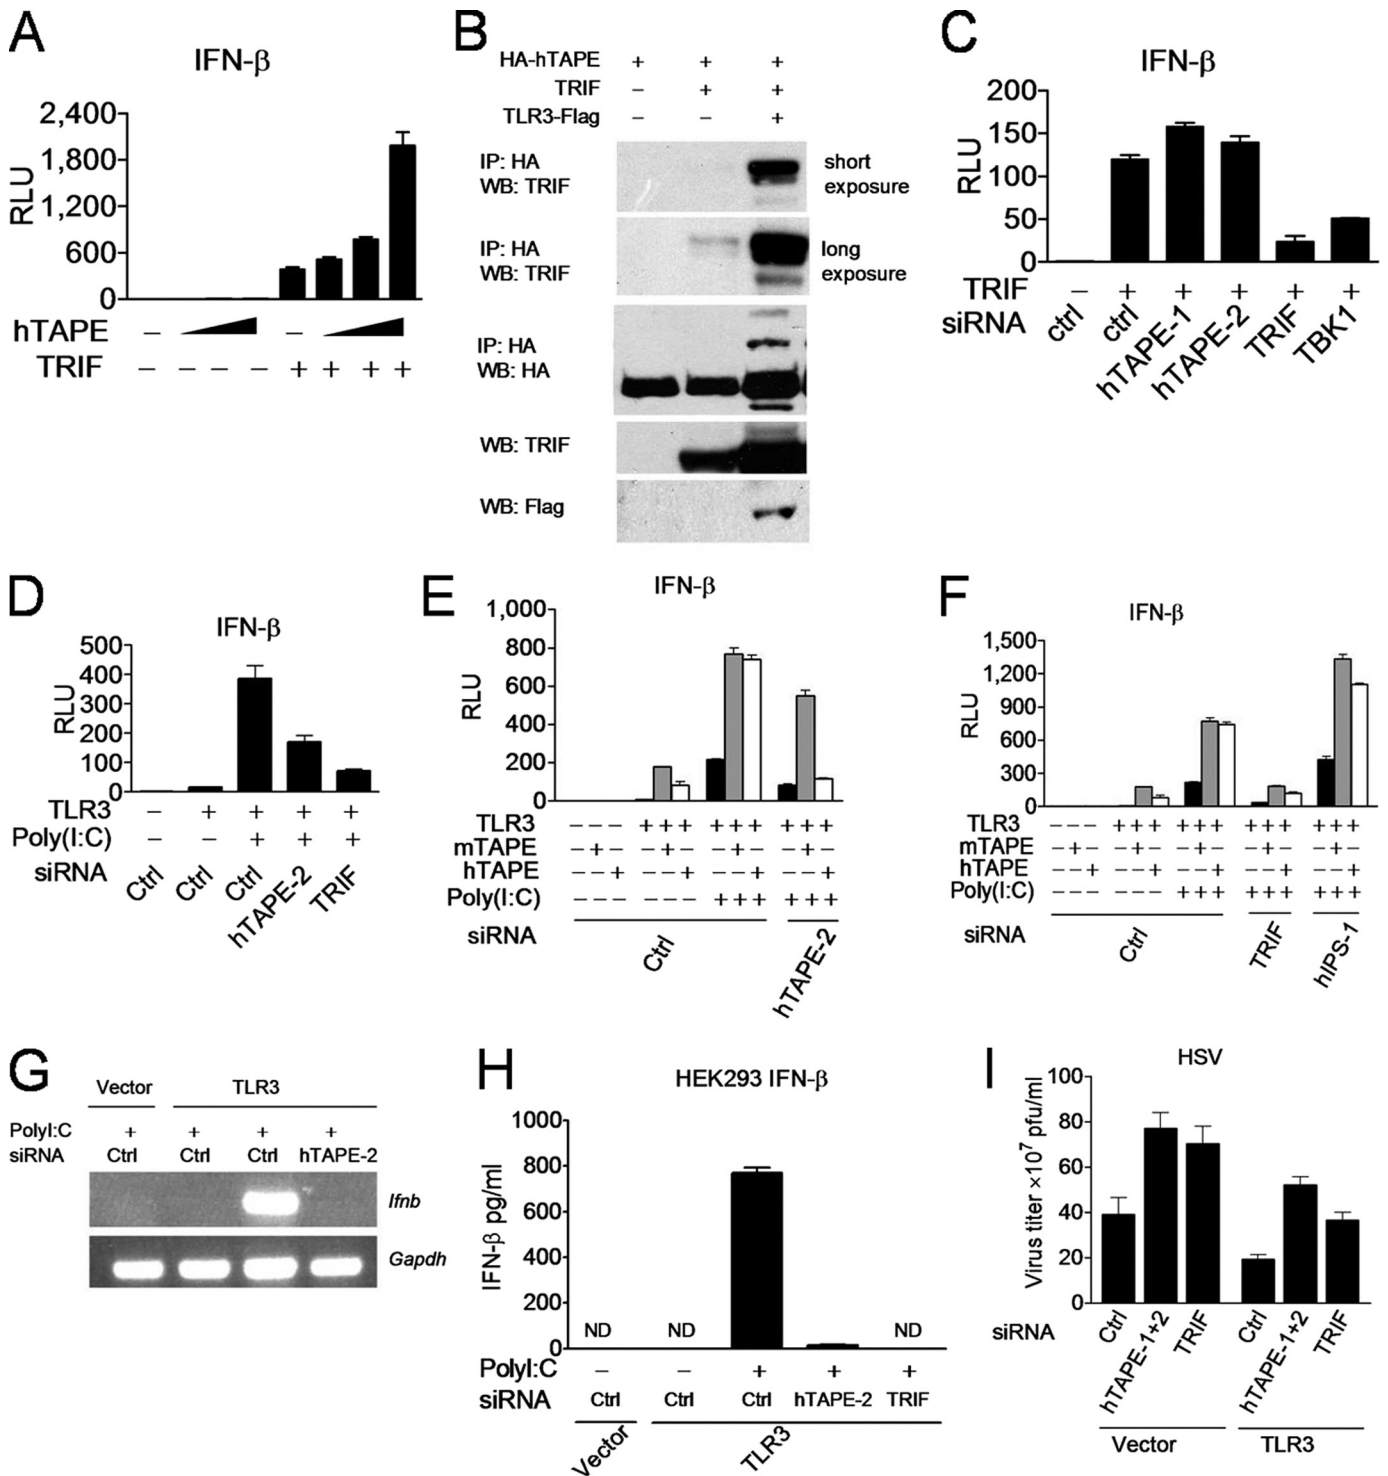 A
IFN-β
RLU
2,400
1,800
1,200
600
0
hTAPE – –
TRIF – – – – + + + +
B
HA-hTAPE + + +
TRIF – + +
TLR3-Flag – – +
IP: HA
WB: TRIF
short
exposure
IP: HA
WB: TRIF
long
exposure
IP: HA
WB: HA
WB: TRIF
WB: Flag
C
IFN-β
RLU
200
150
100
50
0
TRIF – + + + + +
siRNA ctrl ctrl hTAPE-1 hTAPE-2 TRIF TBK1
D
IFN-β
RLU
500
400
300
200
100
0
TLR3 – + + + +
Poly(I:C) – – + + +
siRNA Ctrl Ctrl Ctrl hTAPE-2 TRIF
E
IFN-β
RLU
1,000
800
600
400
200
0
TLR3 – – – + + + + + + + + +
mTAPE – + – – + – – + – – + –
hTAPE – – + – – + – – + – – +
Poly(I:C) – – – – – – + + + + + +
siRNA Ctrl hTAPE-2
F
IFN-β
RLU
1,500
1,200
900
600
300
0
TLR3 – – – + + + + + + + + + + + +
mTAPE – + – – + – – + – – + – – + –
hTAPE – – + – – + – – + – – + – – +
Poly(I:C) – – – – – – + + + + + + + + +
siRNA Ctrl TRIF hIPS-1
G
Vector TLR3
PolyI:C + + + +
siRNA Ctrl Ctrl Ctrl hTAPE-2
Ifnb
Gapdh
H
HEK293 IFN-β
IFN-β pg/ml
1000
800
600
400
200
0
ND ND ND
PolyI:C – – + + +
siRNA Ctrl Ctrl Ctrl hTAPE-2 TRIF
Vector TLR3
I
HSV
Virus titer ×10⁷ pfu/ml
100
80
60
40
20
0
siRNA Ctrl hTAPE-1+2 TRIF Ctrl hTAPE-1+2 TRIF
Vector TLR3